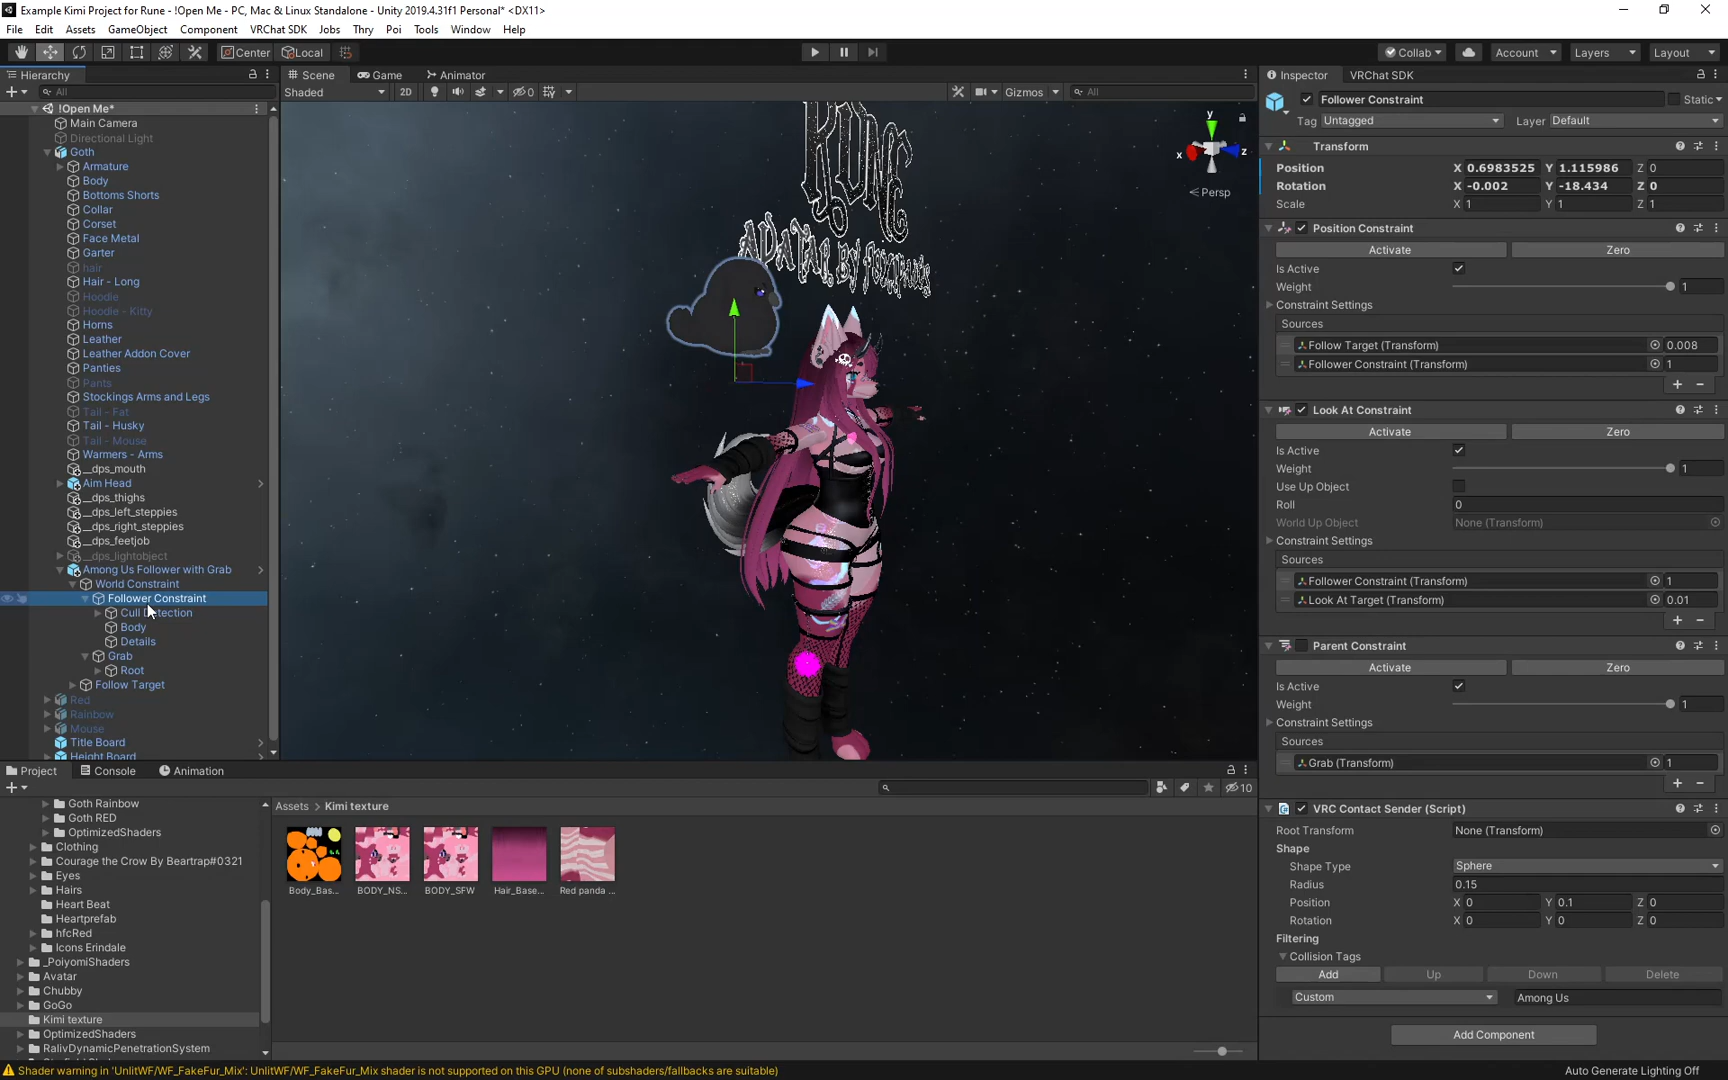 Example Kimi Project for Rune - !Open Me - PC, Mac & Linux Standalone - Unity 2019.4.31f1 Personal* <DX11>
File Edit Assets GameObject Component VRChat SDK Jobs Thry Poi Tools Window Help
Center Local Collab Account Layers Layout
Hierarchy
All
!Open Me*
Main Camera
Directional Light
Goth
Armature
Body
Bottoms Shorts
Collar
Corset
Face Metal
Garter
hair
Hair - Long
Hoodie
Hoodie - Kitty
Horns
Leather
Leather Addon Cover
Panties
Pants
Stockings Arms and Legs
Tail - Fat
Tail - Husky
Tail - Mouse
Warmers - Arms
__dps_mouth
Aim Head
__dps_thighs
__dps_left_steppies
__dps_right_steppies
__dps_feetjob
__dps_lightobject
Among Us Follower with Grab
World Constraint
Follower Constraint
Cull Detection
Body
Details
Grab
Root
Follow Target
Red
Rainbow
Mouse
Title Board
Height Board
Scene Game Animator
Shaded 2D 0 Gizmos All
RUNE
AVATAR BY
y
x z
Persp
Inspector VRChat SDK
Follower Constraint Static
Tag Untagged Layer Default
Transform
Position X 0.6983525 Y 1.115986 Z 0
Rotation X -0.002 Y -18.434 Z 0
Scale X 1 Y 1 Z 1
Position Constraint
Activate Zero
Is Active
Weight 1
Constraint Settings
Sources
Follow Target (Transform) 0.008
Follower Constraint (Transform) 1
Look At Constraint
Activate Zero
Is Active
Weight 1
Use Up Object
Roll 0
World Up Object None (Transform)
Constraint Settings
Sources
Follower Constraint (Transform) 1
Look At Target (Transform) 0.01
Parent Constraint
Activate Zero
Is Active
Weight 1
Constraint Settings
Sources
Grab (Transform) 1
VRC Contact Sender (Script)
Root Transform None (Transform)
Shape
Shape Type Sphere
Radius 0.15
Position X 0 Y 0.1 Z 0
Rotation X 0 Y 0 Z 0
Filtering
Collision Tags
Add Up Down Delete
Custom Among Us
Add Component
Project Console Animation
10
Goth Rainbow
Goth RED
OptimizedShaders
Clothing
Courage the Crow By Beartrap#0321
Eyes
Hairs
Heart Beat
Heartprefab
hfcRed
Icons Erindale
_PoiyomiShaders
Avatar
Chubby
GoGo
Kimi texture
OptimizedShaders
RalivDynamicPenetrationSystem
Assets > Kimi texture
Body_Bas... BODY_NS... BODY_SFW Hair_Base... Red panda ...
Shader warning in 'UnlitWF/WF_FakeFur_Mix': UnlitWF/WF_FakeFur_Mix shader is not supported on this GPU (none of subshaders/fallbacks are suitable)
Auto Generate Lighting Off